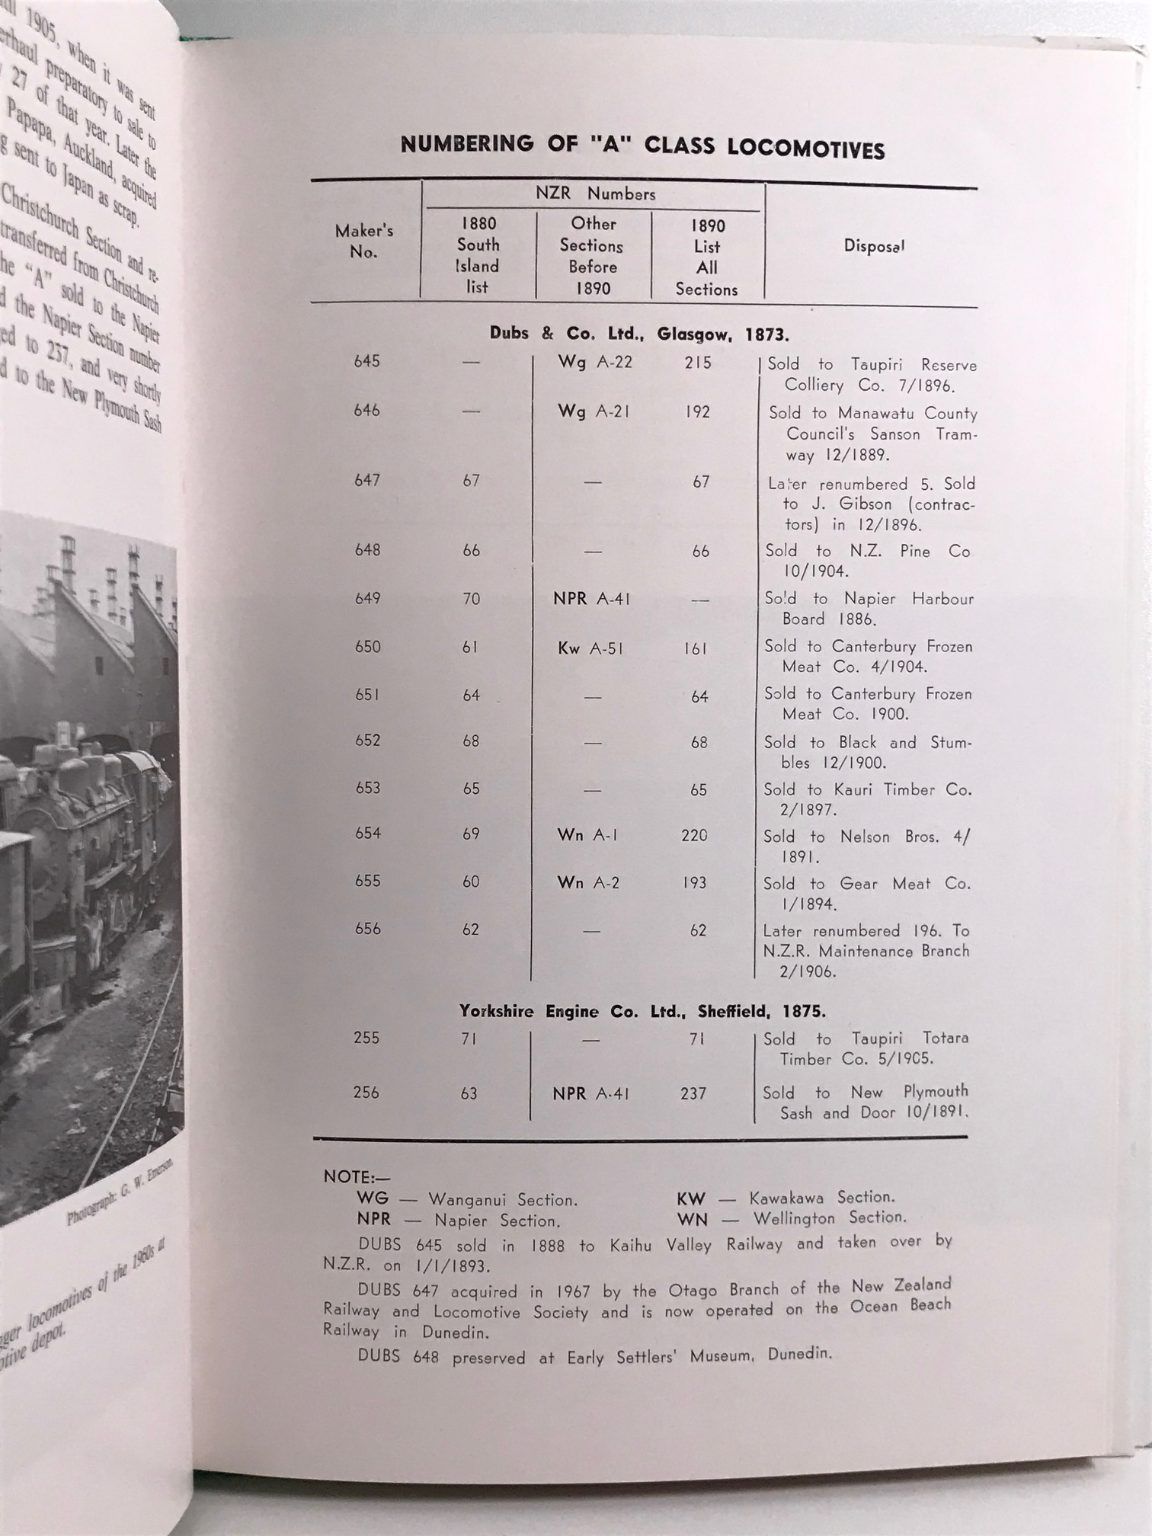 1905, when it was sent
overhaul preparatory to sale to
27 of that year. Later the
Papapa, Auckland, acquired
sent to Japan as scrap.
Christchurch Section and re-
transferred from Christchurch
"A" sold to the Napier
the Napier Section number
to 237, and very shortly
to the New Plymouth Sash
Photograph: G. W. Emerson.
locomotives of the 1960s at
depot.
NUMBERING OF "A" CLASS LOCOMOTIVES
NZR Numbers
Maker's No. | 1880 South Island list | Other Sections Before 1890 | 1890 List All Sections | Disposal
Dubs & Co. Ltd., Glasgow, 1873.
645 — Wg A-22 215 Sold to Taupiri Reserve
Colliery Co. 7/1896.
646 — Wg A-21 192 Sold to Manawatu County
Council's Sanson Tram-
way 12/1889.
647 67 — 67 Later renumbered 5. Sold
to J. Gibson (contrac-
tors) in 12/1896.
648 66 — 66 Sold to N.Z. Pine Co
10/1904.
649 70 NPR A-41 — Sold to Napier Harbour
Board 1886.
650 61 Kw A-51 161 Sold to Canterbury Frozen
Meat Co. 4/1904.
651 64 — 64 Sold to Canterbury Frozen
Meat Co. 1900.
652 68 — 68 Sold to Black and Stum-
bles 12/1900.
653 65 — 65 Sold to Kauri Timber Co.
2/1897.
654 69 Wn A-1 220 Sold to Nelson Bros. 4/
1891.
655 60 Wn A-2 193 Sold to Gear Meat Co.
1/1894.
656 62 — 62 Later renumbered 196. To
N.Z.R. Maintenance Branch
2/1906.
Yorkshire Engine Co. Ltd., Sheffield, 1875.
255 71 — 71 Sold to Taupiri Totara
Timber Co. 5/1905.
256 63 NPR A-41 237 Sold to New Plymouth
Sash and Door 10/1891.
NOTE:—
WG — Wanganui Section. KW — Kawakawa Section.
NPR — Napier Section. WN — Wellington Section.
DUBS 645 sold in 1888 to Kaihu Valley Railway and taken over by
N.Z.R. on 1/1/1893.
DUBS 647 acquired in 1967 by the Otago Branch of the New Zealand
Railway and Locomotive Society and is now operated on the Ocean Beach
Railway in Dunedin.
DUBS 648 preserved at Early Settlers' Museum, Dunedin.